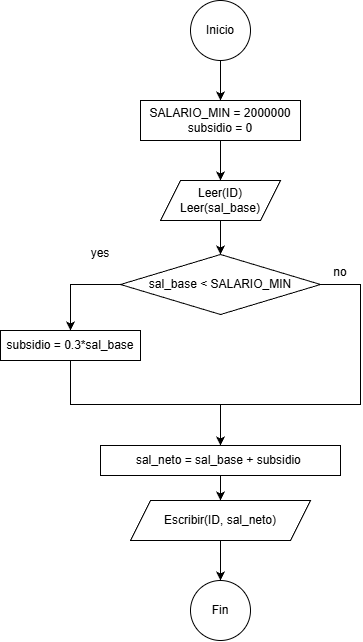 Inicio
SALARIO_MIN = 2000000
subsidio = 0
Leer(ID)
Leer(sal_base)
sal_base < SALARIO_MIN
yes
no
subsidio = 0.3*sal_base
sal_neto = sal_base + subsidio
Escribir(ID, sal_neto)
Fin